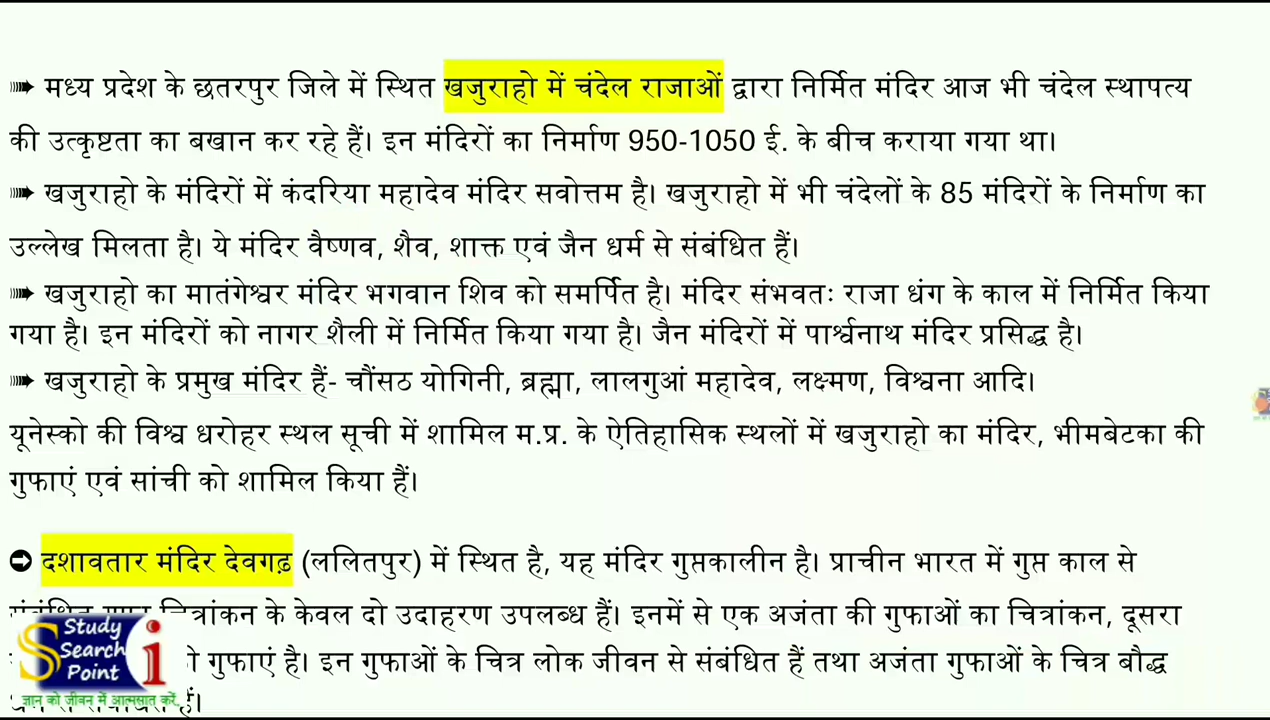 ➠ मध्य प्रदेश के छतरपुर जिले में स्थित खजुराहो में चंदेल राजाओं द्वारा निर्मित मंदिर आज भी चंदेल स्थापत्य
की उत्कृष्टता का बखान कर रहे हैं। इन मंदिरों का निर्माण 950-1050 ई. के बीच कराया गया था।
➠ खजुराहो के मंदिरों में कंदरिया महादेव मंदिर सवोत्तम है। खजुराहो में भी चंदेलों के 85 मंदिरों के निर्माण का
उल्लेख मिलता है। ये मंदिर वैष्णव, शैव, शाक्त एवं जैन धर्म से संबंधित हैं।
➠ खजुराहो का मातंगेश्वर मंदिर भगवान शिव को समर्पित है। मंदिर संभवतः राजा धंग के काल में निर्मित किया
गया है। इन मंदिरों को नागर शैली में निर्मित किया गया है। जैन मंदिरों में पार्श्वनाथ मंदिर प्रसिद्ध है।
➠ खजुराहो के प्रमुख मंदिर हैं- चौंसठ योगिनी, ब्रह्मा, लालगुआं महादेव, लक्ष्मण, विश्वना आदि।
यूनेस्को की विश्व धरोहर स्थल सूची में शामिल म.प्र. के ऐतिहासिक स्थलों में खजुराहो का मंदिर, भीमबेटका की
गुफाएं एवं सांची को शामिल किया हैं।
➲ दशावतार मंदिर देवगढ़ (ललितपुर) में स्थित है, यह मंदिर गुप्तकालीन है। प्राचीन भारत में गुप्त काल से
के केवल दो उदाहरण उपलब्ध हैं। इनमें से एक अजंता की गुफाओं का चित्रांकन, दूसरा
गुफाएं है। इन गुफाओं के चित्र लोक जीवन से संबंधित हैं तथा अजंता गुफाओं के चित्र बौद्ध
हैं।
Study
Search
Point
ज्ञान को जीवन में आत्मसात करें.